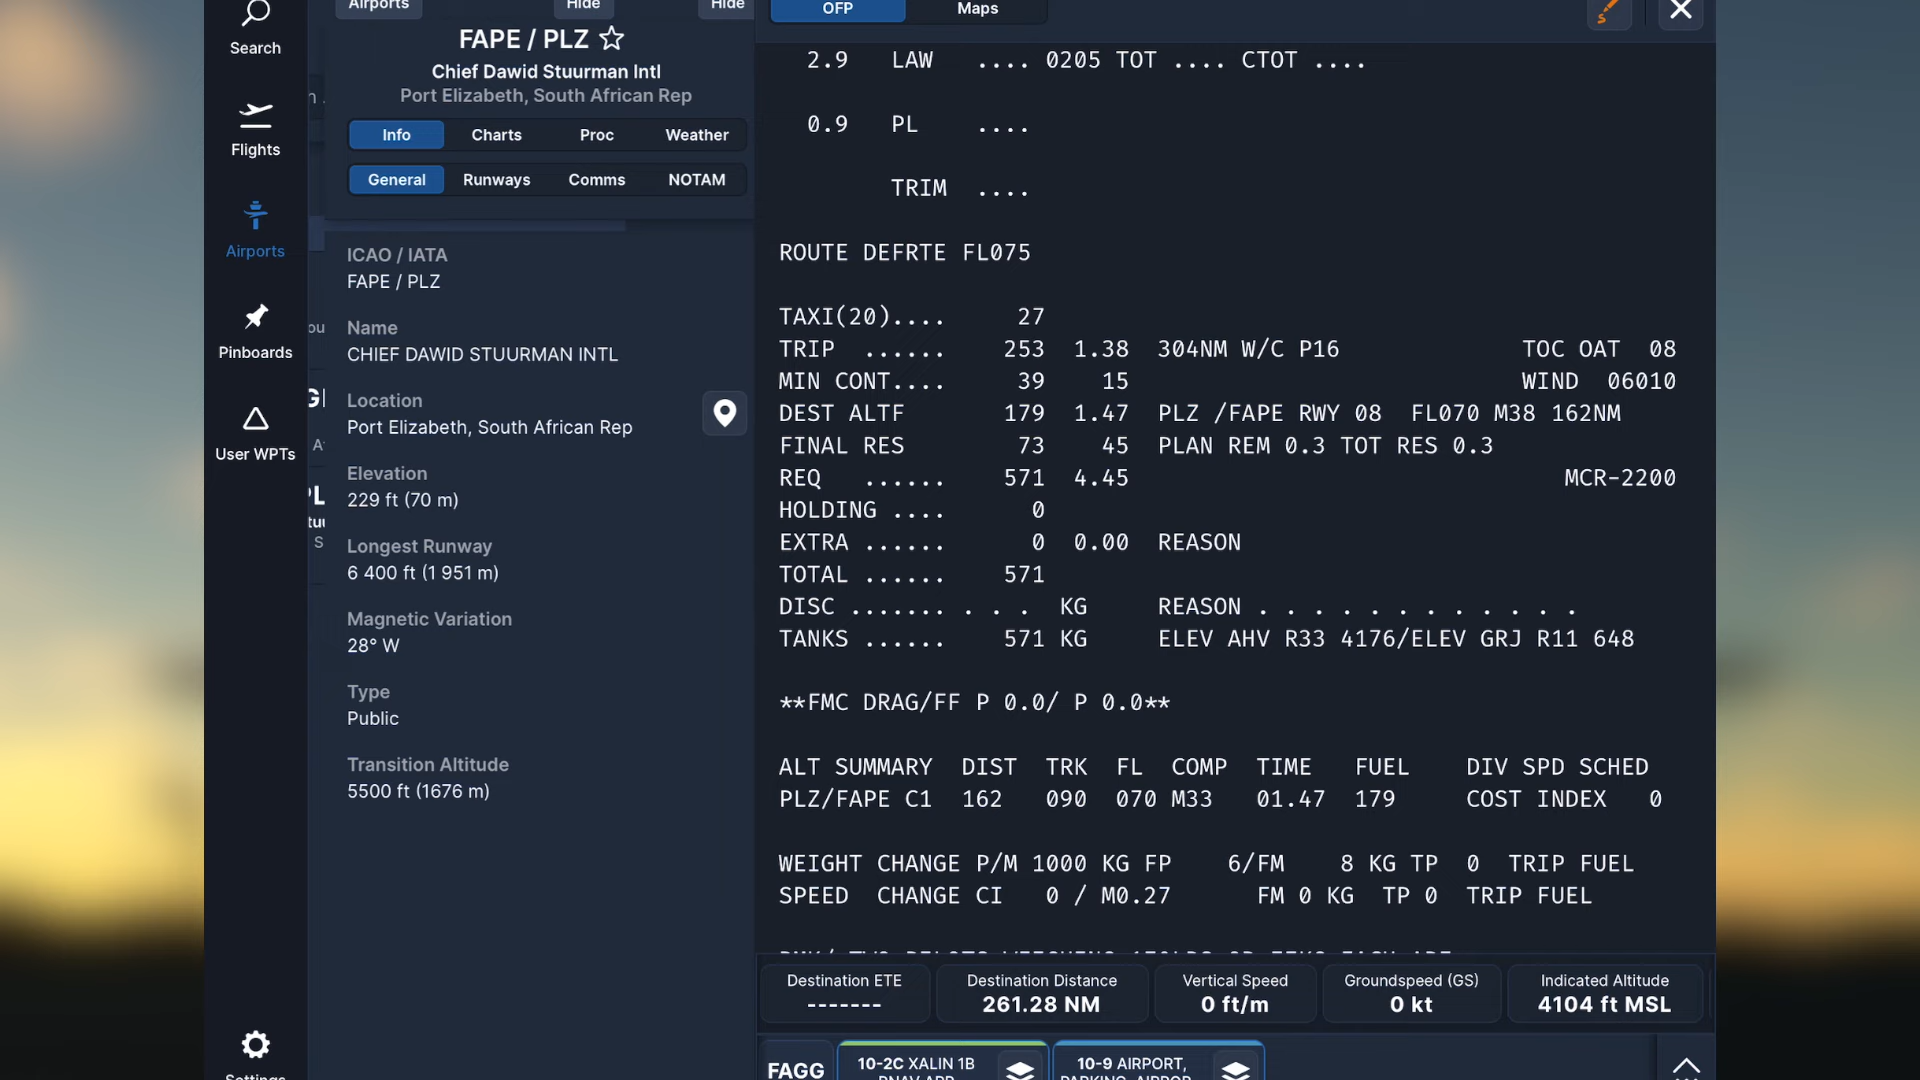 Search
Flights
Airports
Pinboards
User WPTs
Airports
Hide
Hide
FAPE / PLZ
Chief Dawid Stuurman Intl
Port Elizabeth, South African Rep
Info Charts Proc Weather
General Runways Comms NOTAM
ICAO / IATA
FAPE / PLZ
Name
CHIEF DAWID STUURMAN INTL
Location
Port Elizabeth, South African Rep
Elevation
229 ft (70 m)
Longest Runway
6 400 ft (1 951 m)
Magnetic Variation
28° W
Type
Public
Transition Altitude
5500 ft (1676 m)
OFP Maps
2.9 LAW .... 0205 TOT .... CTOT ....
0.9 PL ....
TRIM ....
ROUTE DEFRTE FL075
TAXI(20).... 27
TRIP ...... 253 1.38 304NM W/C P16 TOC OAT 08
MIN CONT.... 39 15 WIND 06010
DEST ALTF 179 1.47 PLZ /FAPE RWY 08 FL070 M38 162NM
FINAL RES 73 45 PLAN REM 0.3 TOT RES 0.3
REQ ...... 571 4.45 MCR-2200
HOLDING .... 0
EXTRA ...... 0 0.00 REASON
TOTAL ...... 571
DISC ....... . . . KG REASON . . . . . . . . . . . .
TANKS ...... 571 KG ELEV AHV R33 4176/ELEV GRJ R11 648
**FMC DRAG/FF P 0.0/ P 0.0**
ALT SUMMARY DIST TRK FL COMP TIME FUEL DIV SPD SCHED
PLZ/FAPE C1 162 090 070 M33 01.47 179 COST INDEX 0
WEIGHT CHANGE P/M 1000 KG FP 6/FM 8 KG TP 0 TRIP FUEL
SPEED CHANGE CI 0 / M0.27 FM 0 KG TP 0 TRIP FUEL
Destination ETE
-------
Destination Distance
261.28 NM
Vertical Speed
0 ft/m
Groundspeed (GS)
0 kt
Indicated Altitude
4104 ft MSL
Settings
FAGG
10-2C XALIN 1B
RNAV APP
10-9 AIRPORT,
PARKING, AIRPOR